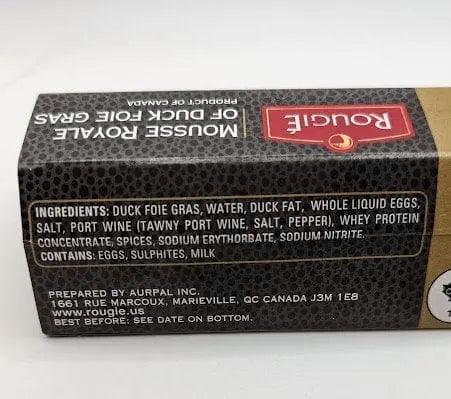 ROUGIÉ
MOUSSE ROYALE
OF DUCK FOIE GRAS
PRODUCT OF CANADA
INGREDIENTS: DUCK FOIE GRAS, WATER, DUCK FAT, WHOLE LIQUID EGGS,
SALT, PORT WINE (TAWNY PORT WINE, SALT, PEPPER), WHEY PROTEIN
CONCENTRATE, SPICES, SODIUM ERYTHORBATE, SODIUM NITRITE.
CONTAINS: EGGS, SULPHITES, MILK
PREPARED BY AURPAL INC.
1661 RUE MARCOUX, MARIEVILLE, QC CANADA J3M 1E8
www.rougie.us
BEST BEFORE: SEE DATE ON BOTTOM.